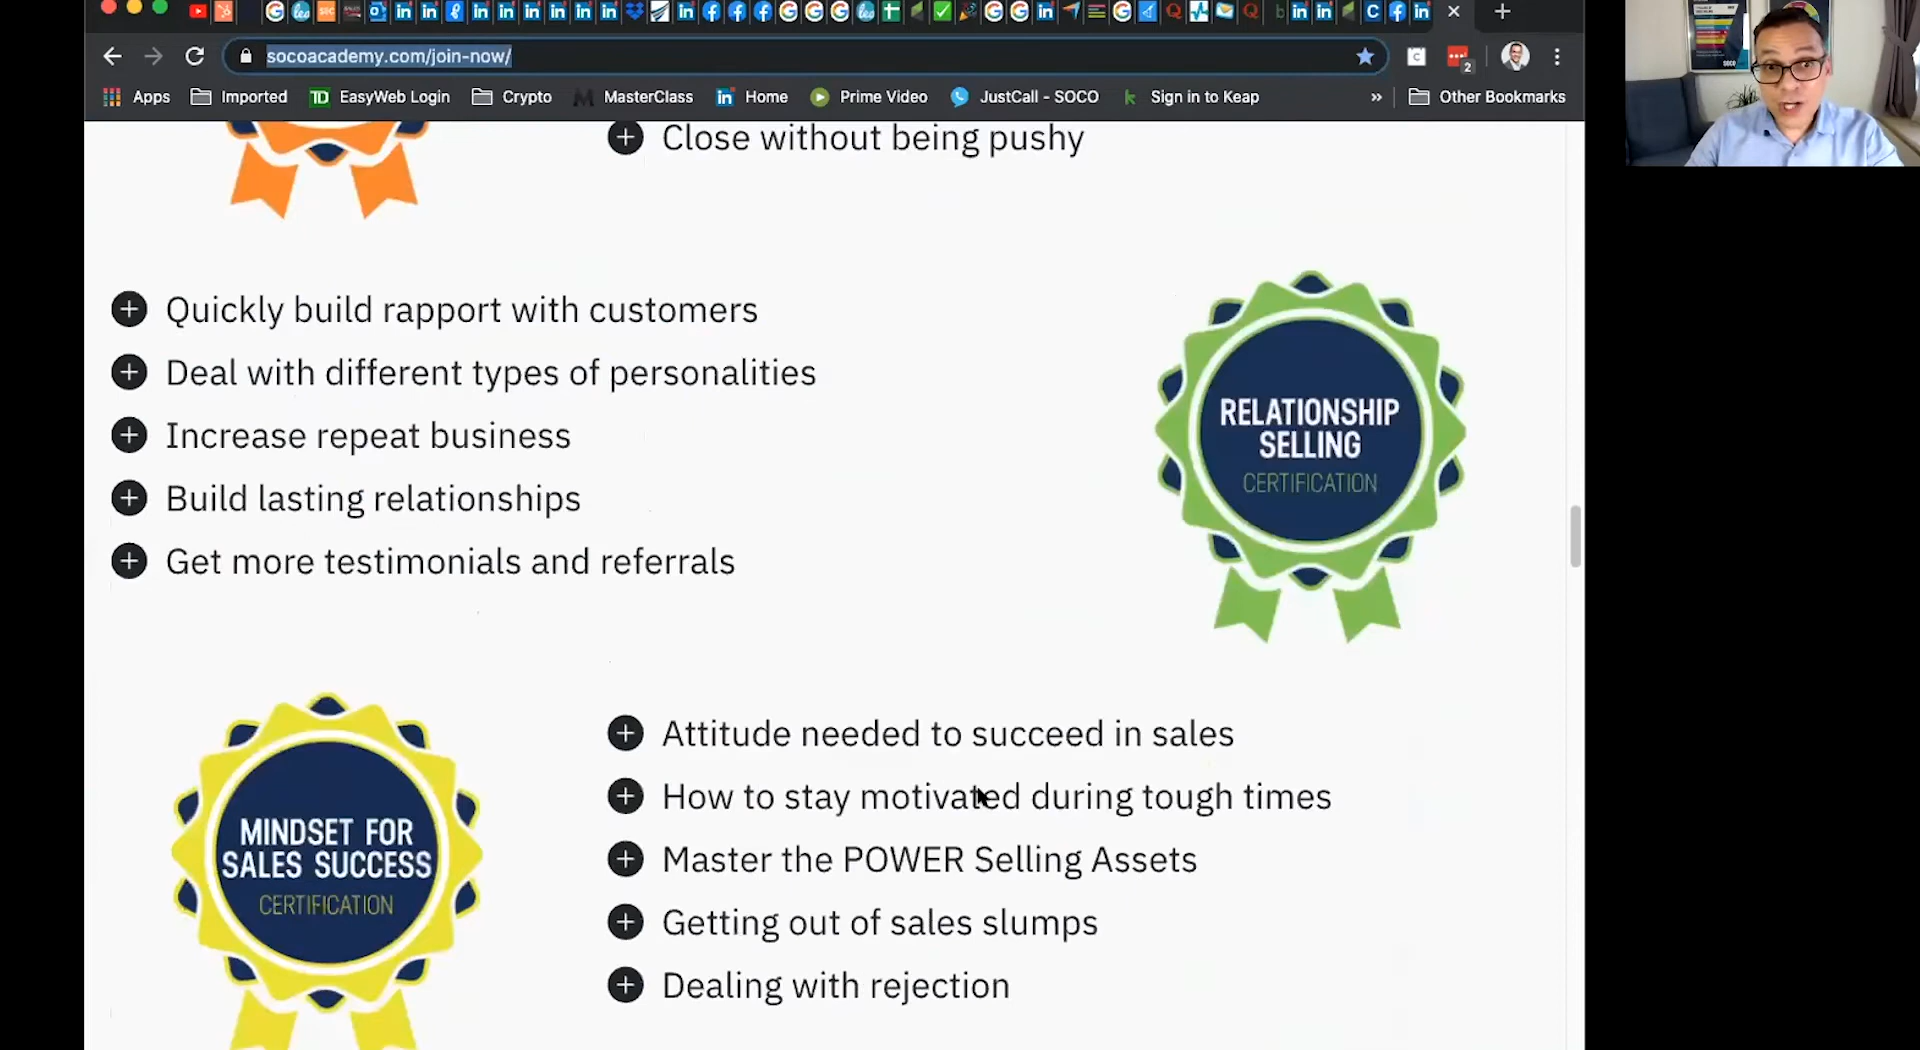 socoacademy.com/join-now/
2
Apps
Imported
EasyWeb Login
Crypto
MasterClass
Home
Prime Video
JustCall - SOCO
Sign in to Keap
»
Other Bookmarks
Close without being pushy
Quickly build rapport with customers
Deal with different types of personalities
Increase repeat business
Build lasting relationships
Get more testimonials and referrals
RELATIONSHIP
SELLING
CERTIFICATION
MINDSET FOR
SALES SUCCESS
CERTIFICATION
Attitude needed to succeed in sales
How to stay motivated during tough times
Master the POWER Selling Assets
Getting out of sales slumps
Dealing with rejection
SOCO